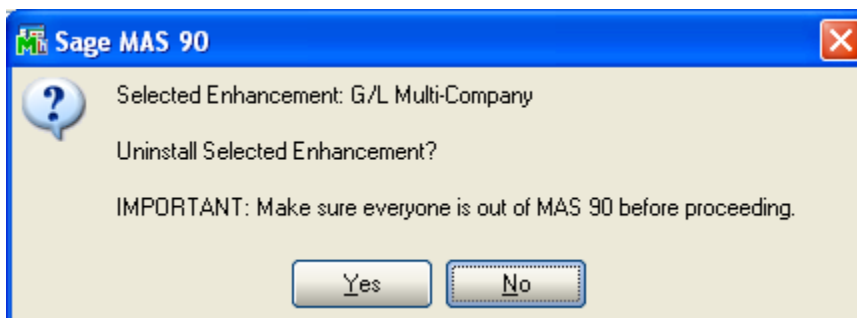 Sage MAS 90
Selected Enhancement: G/L Multi-Company
Uninstall Selected Enhancement?
IMPORTANT: Make sure everyone is out of MAS 90 before proceeding.
Yes No